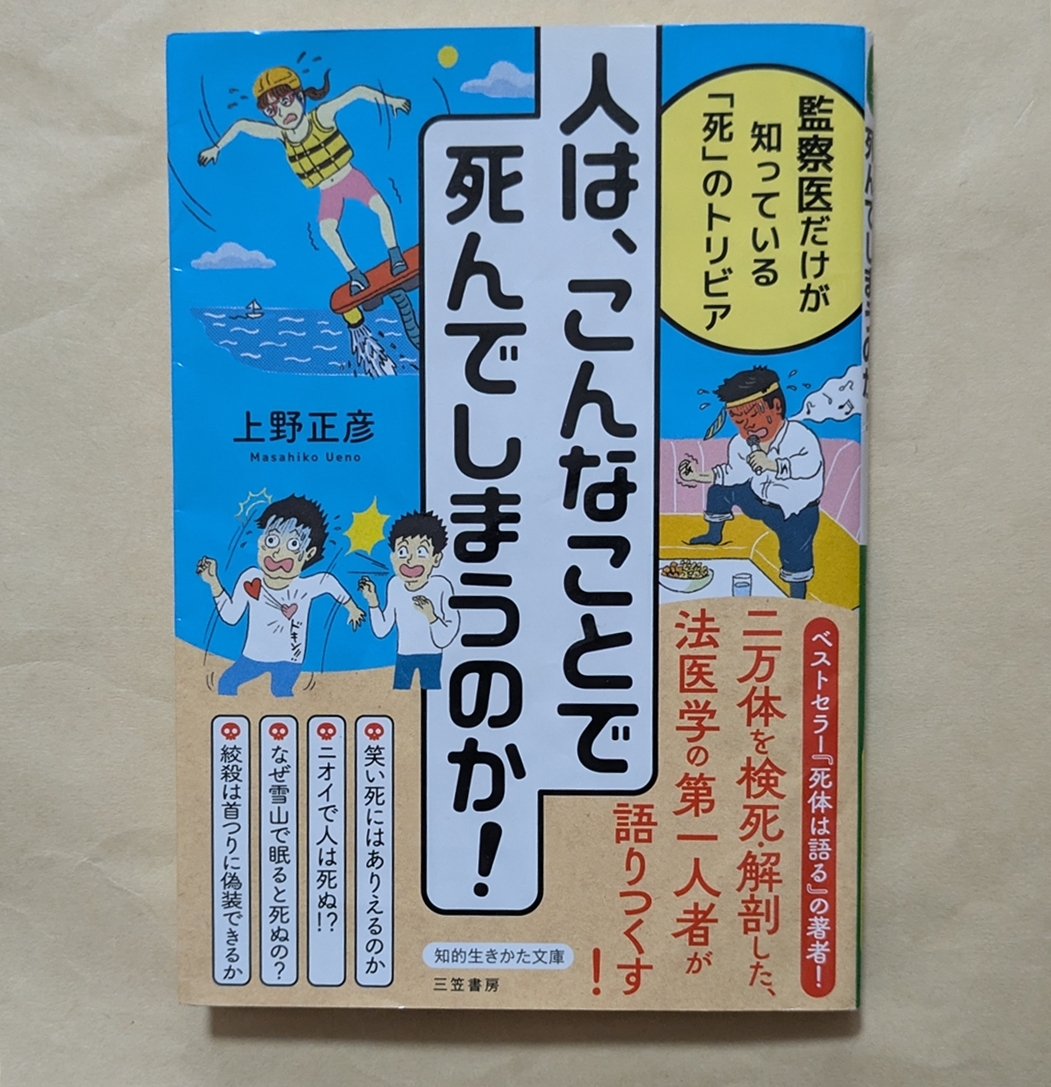 監察医だけが
知っている
「死」のトリビア
人は、こんなことで
死んでしまうのか!
上野正彦
Masahiko Ueno
ドキン!!
ベストセラー『死体は語る』の著者!
二万体を検死・解剖した、
法医学の第一人者が
語りつくす!
笑い死にはありえるのか
ニオイで人は死ぬ!?
なぜ雪山で眠ると死ぬの?
絞殺は首つりに偽装できるか
知的生きかた文庫
三笠書房